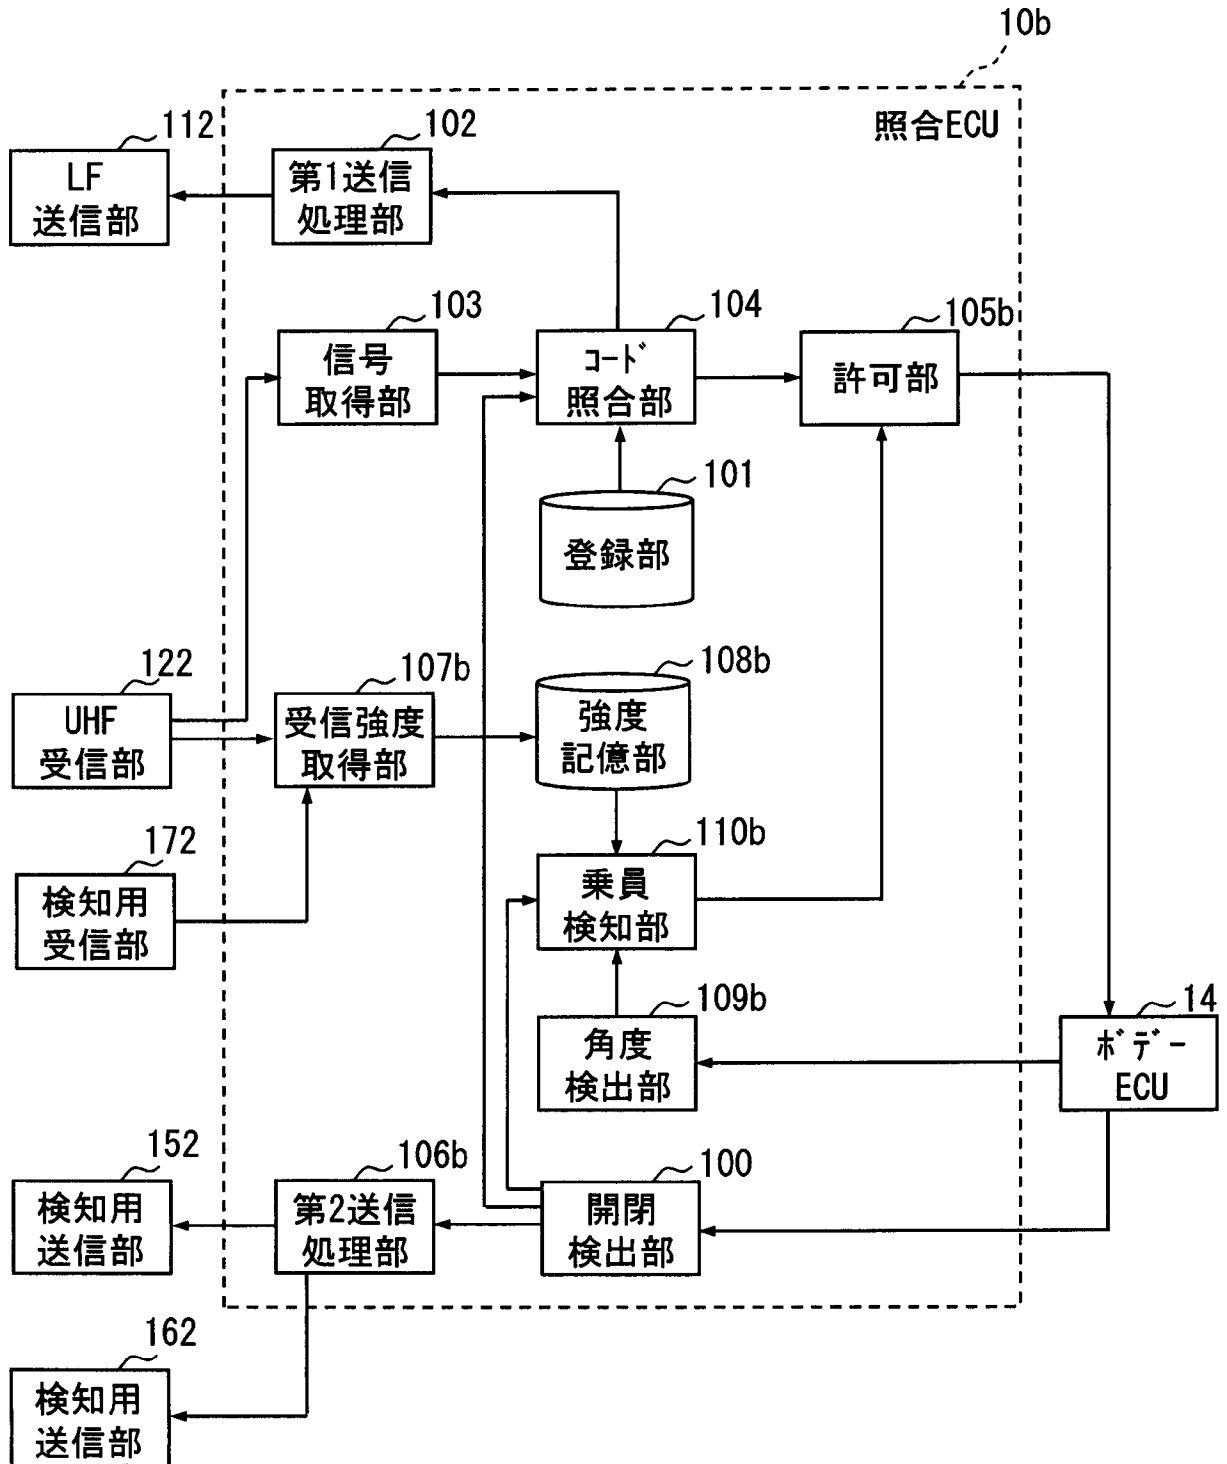 10b
照合ECU
112
LF
送信部
102
第1送信
処理部
103
信号
取得部
104
コード
照合部
105b
許可部
101
登録部
122
UHF
受信部
107b
受信強度
取得部
108b
強度
記憶部
172
検知用
受信部
110b
乗員
検知部
109b
角度
検出部
14
ボデー
ECU
152
検知用
送信部
106b
第2送信
処理部
100
開閉
検出部
162
検知用
送信部